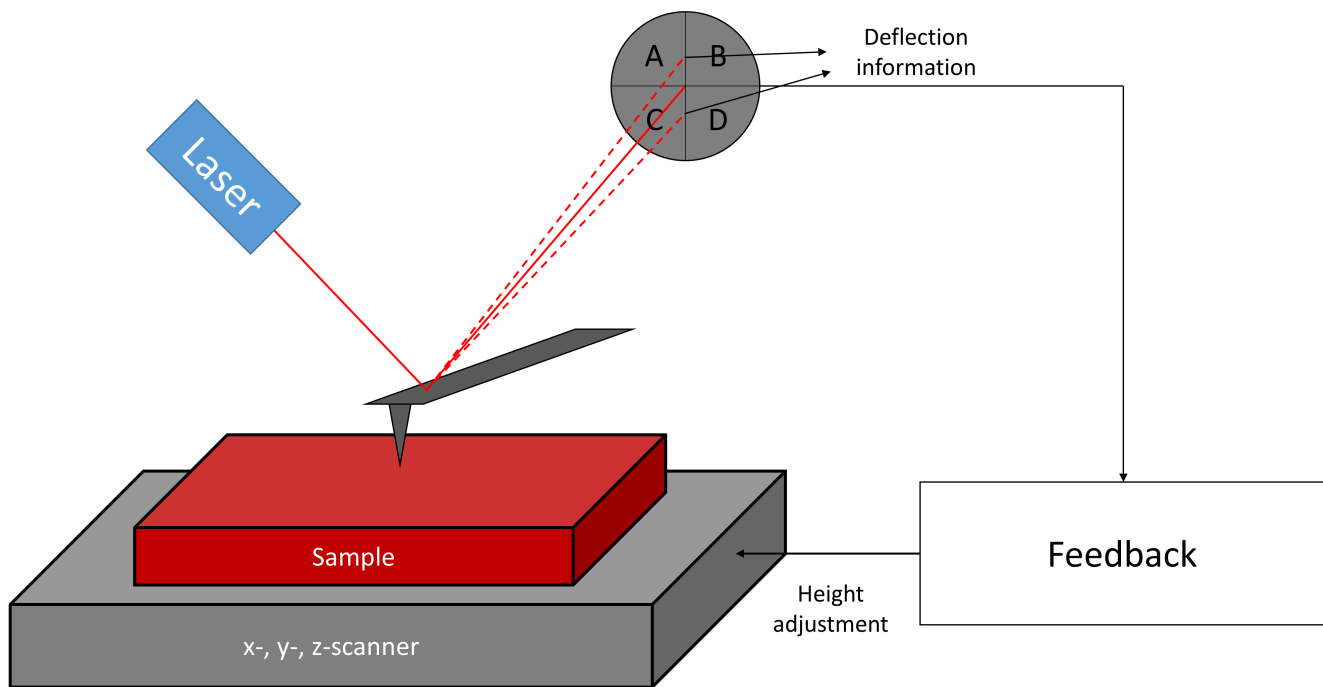 A
B
C
D
Deflection
information
Laser
Sample
x-, y-, z-scanner
Feedback
Height
adjustment